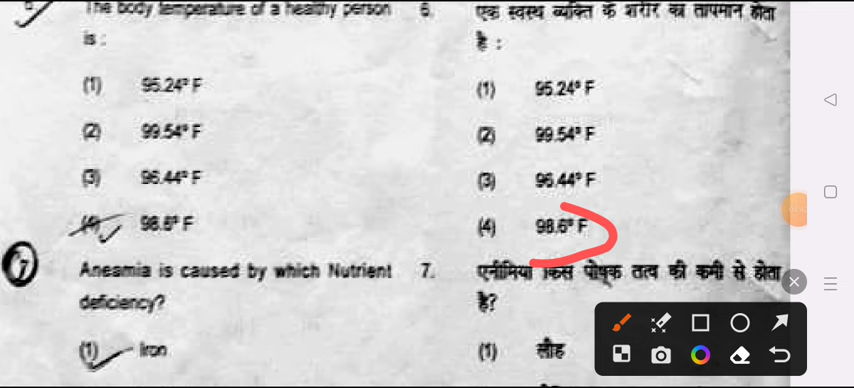 The body temperature of a healthy person
is :
(1) 95.24° F
(2) 99.54° F
(3) 96.44° F
(4) 98.6° F
7
Aneamia is caused by which Nutrient
deficiency?
(1) Iron
6. एक स्वस्थ व्यक्ति के शरीर का तापमान होता
है :
(1) 95.24° F
(2) 99.54° F
(3) 96.44° F
(4) 98.6° F
7. एनीमिया किस पोषक तत्व की कमी से होता
है?
(1) लौह